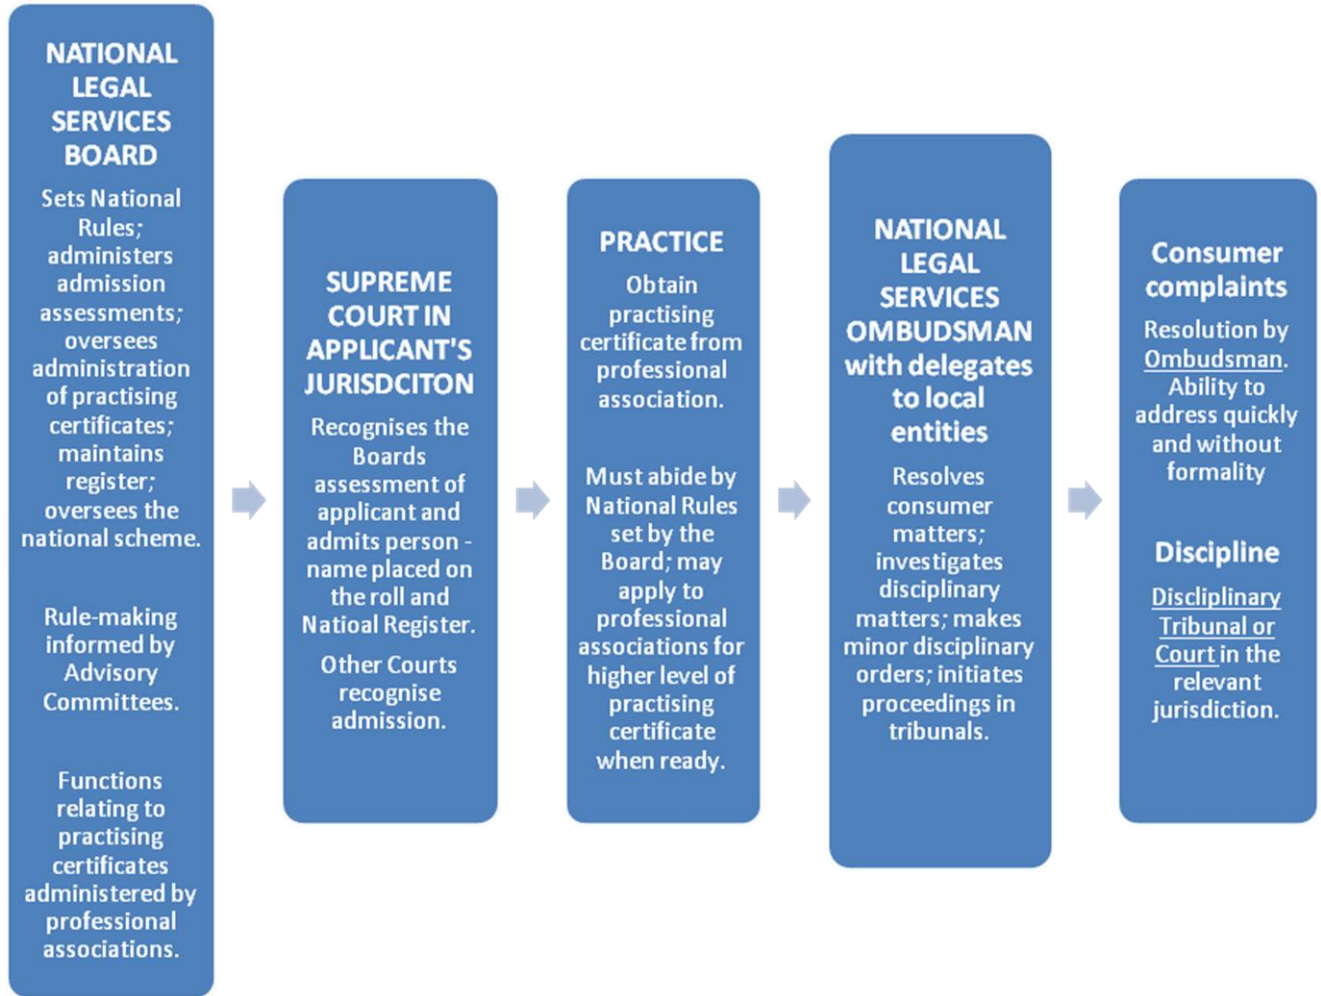 NATIONAL
LEGAL
SERVICES
BOARD
Sets National
Rules;
administers
admission
assessments;
oversees
administration
of practising
certificates;
maintains
register;
oversees the
national scheme.
Rule-making
informed by
Advisory
Committees.
Functions
relating to
practising
certificates
administered by
professional
associations.
SUPREME
COURT IN
APPLICANT'S
JURISDCITON
Recognises the
Boards
assessment of
applicant and
admits person -
name placed on
the roll and
Natioal Register.
Other Courts
recognise
admission.
PRACTICE
Obtain
practising
certificate from
professional
association.
Must abide by
National Rules
set by the
Board; may
apply to
professional
associations for
higher level of
practising
certificate
when ready.
NATIONAL
LEGAL
SERVICES
OMBUDSMAN
with delegates
to local
entities
Resolves
consumer
matters;
investigates
disciplinary
matters; makes
minor disciplinary
orders; initiates
proceedings in
tribunals.
Consumer
complaints
Resolution by
Ombudsman.
Ability to
address quickly
and without
formality
Discipline
Discliplinary
Tribunal or
Court in the
relevant
jurisdiction.